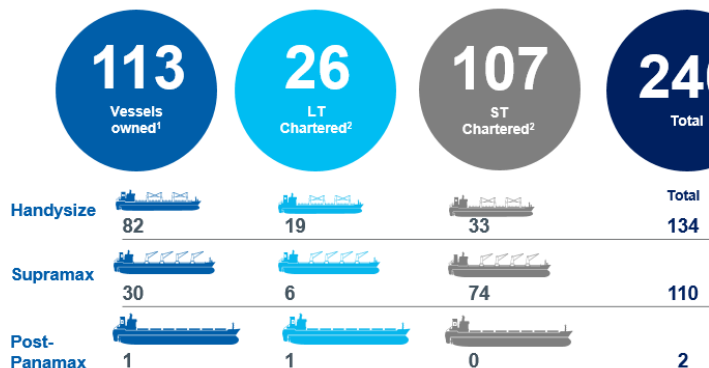 113
Vessels
owned¹
26
LT
Chartered²
107
ST
Chartered²
Total
Total
Handysize
82 19 33 134
Supramax
30 6 74 110
Post-
Panamax
1 1 0 2